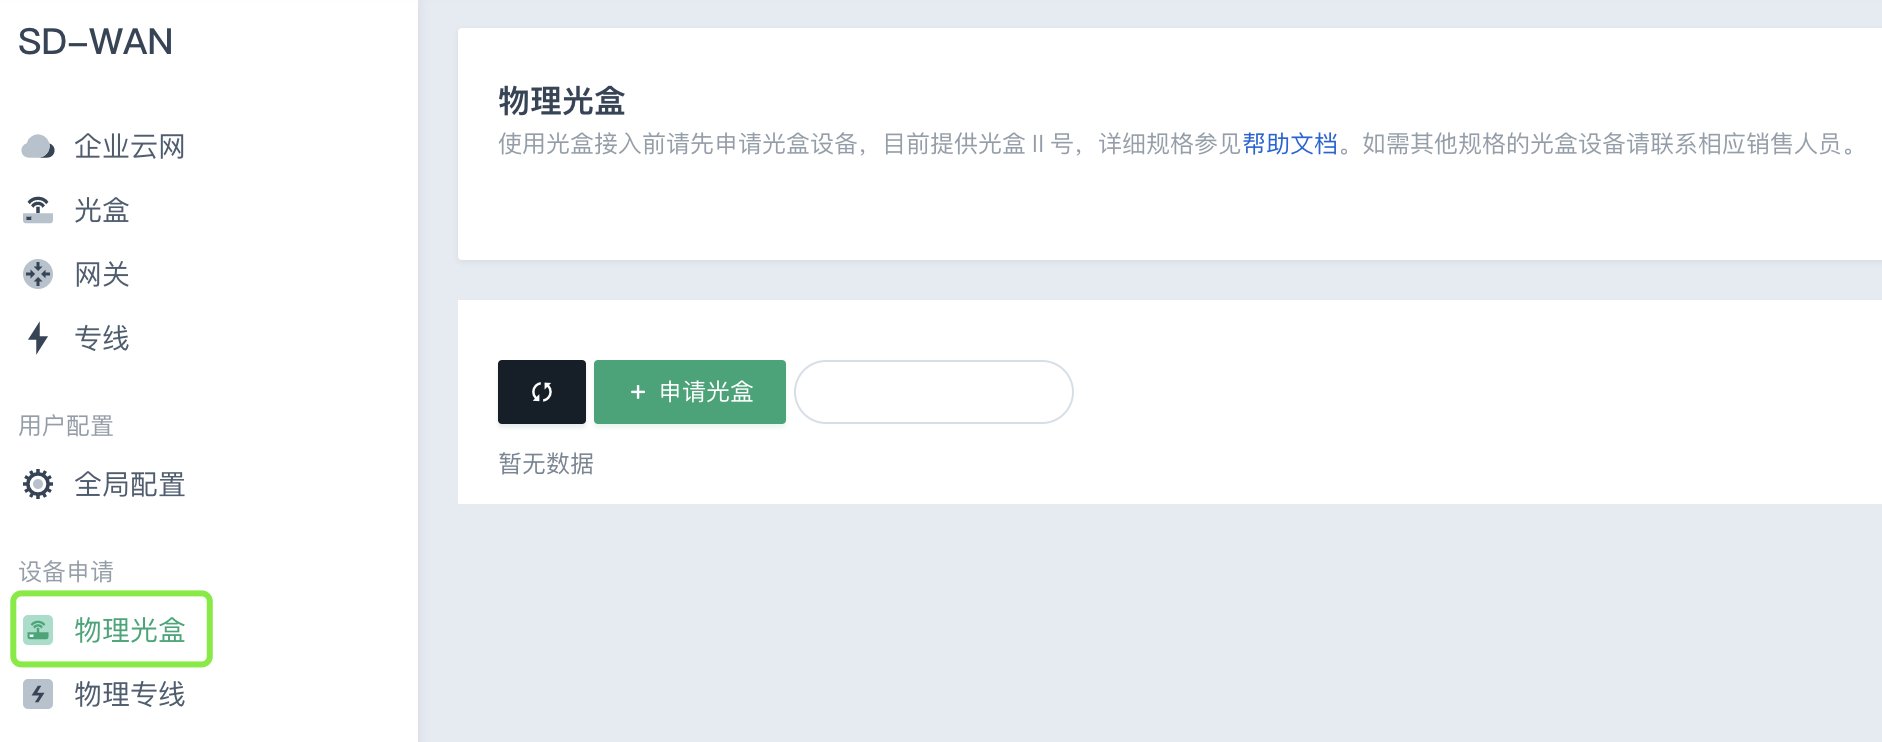 SD-WAN
企业云网
光盒
网关
专线
用户配置
全局配置
设备申请
物理光盒
物理专线
物理光盒
使用光盒接入前请先申请光盒设备，目前提供光盒 II 号，详细规格参见帮助文档。如需其他规格的光盒设备请联系相应销售人员。
+ 申请光盒
暂无数据